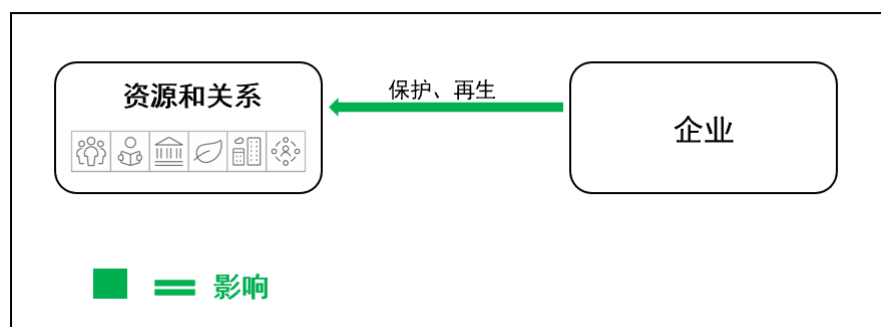 资源和关系
保护、再生
企业
影响